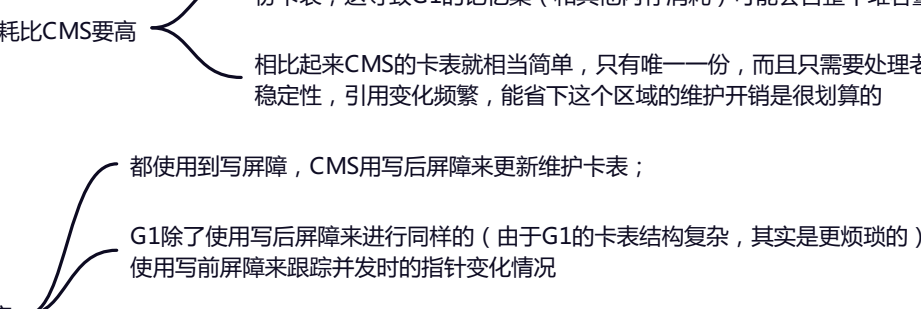 份卡表，这导致G1的记忆集（和其他内存消耗）可能会占整个堆容量
耗比CMS要高
相比起来CMS的卡表就相当简单，只有唯一一份，而且只需要处理老
稳定性，引用变化频繁，能省下这个区域的维护开销是很划算的
都使用到写屏障，CMS用写后屏障来更新维护卡表；
G1除了使用写后屏障来进行同样的（由于G1的卡表结构复杂，其实是更烦琐的）
使用写前屏障来跟踪并发时的指针变化情况